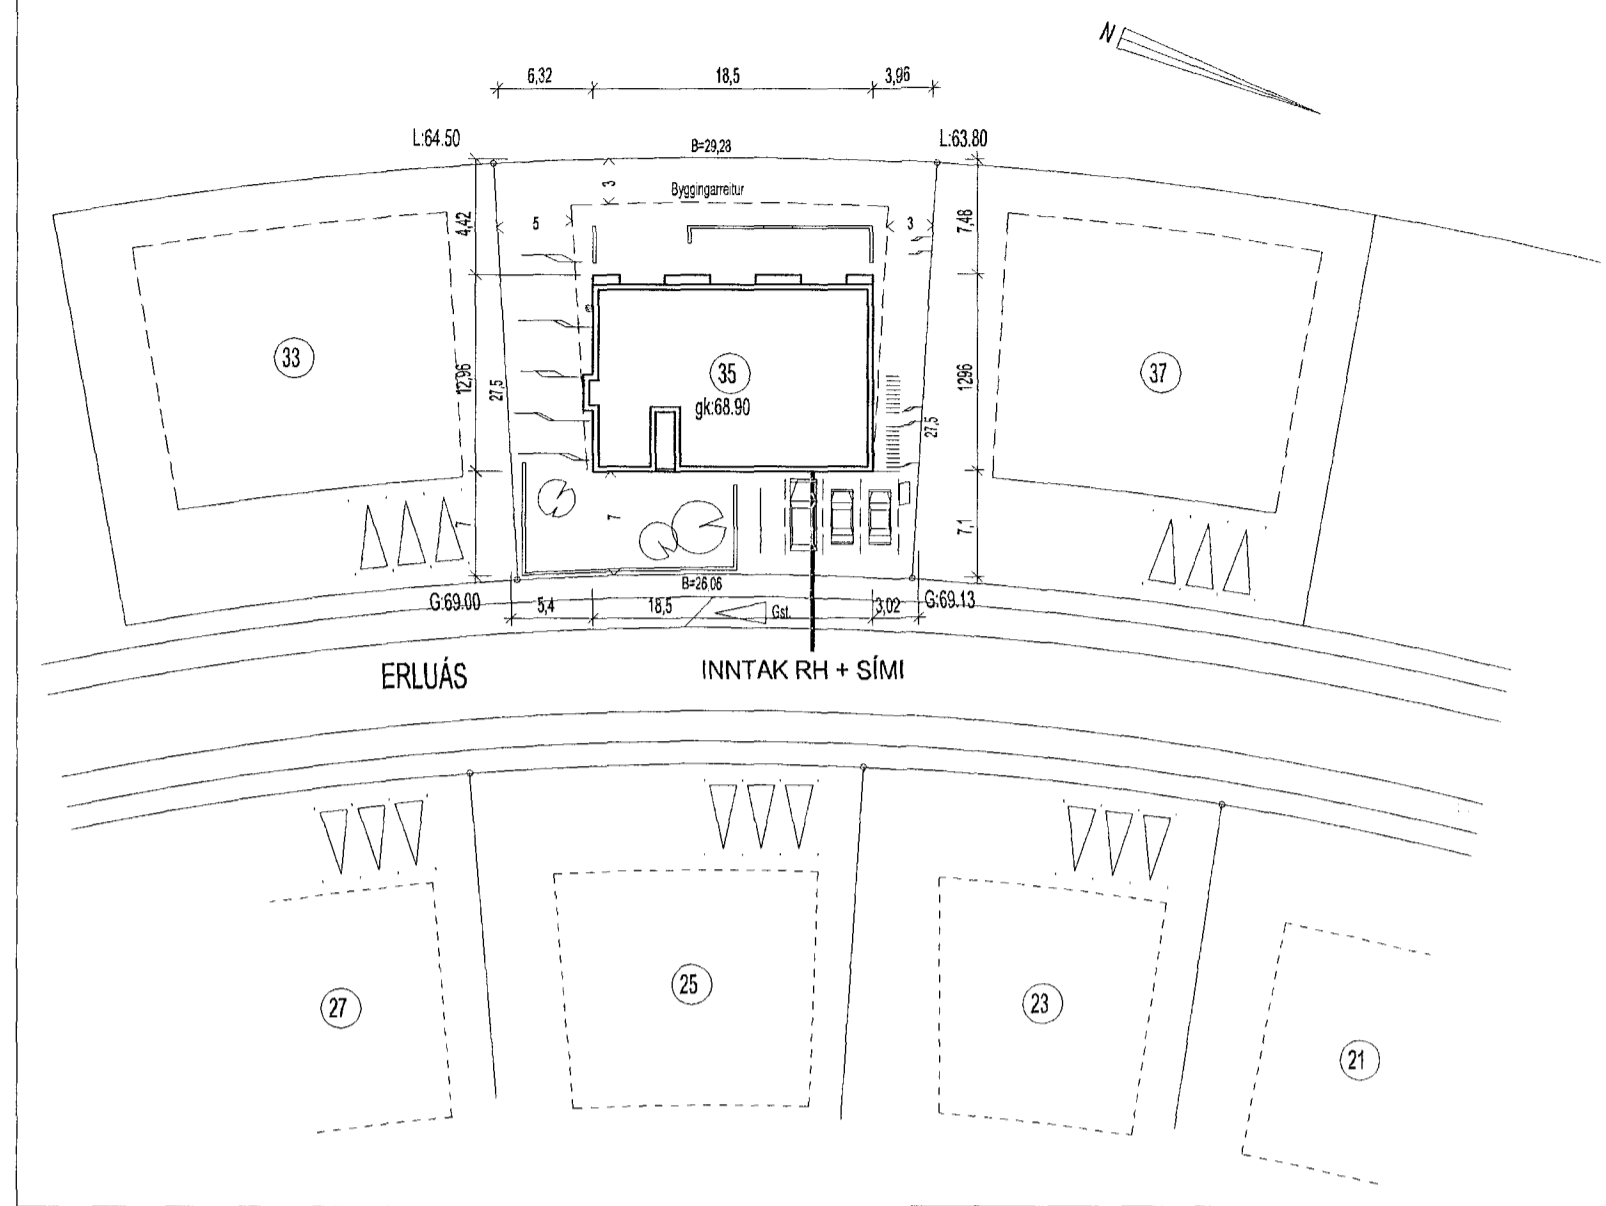 N
6,32 18,5 3,96
L:64.50 B=29,28 L:63.80
3 Byggingarreitur
4,42 5 3 7,48
33 12,96 27,5 35 1296 37
gk:68.90
27,5
7 7 7,1
B=26.06
G:69.00 5,4 18,5 Gst. 3,02 G:69.13
ERLUÁS INNTAK RH + SÍMI
27 25 23 21